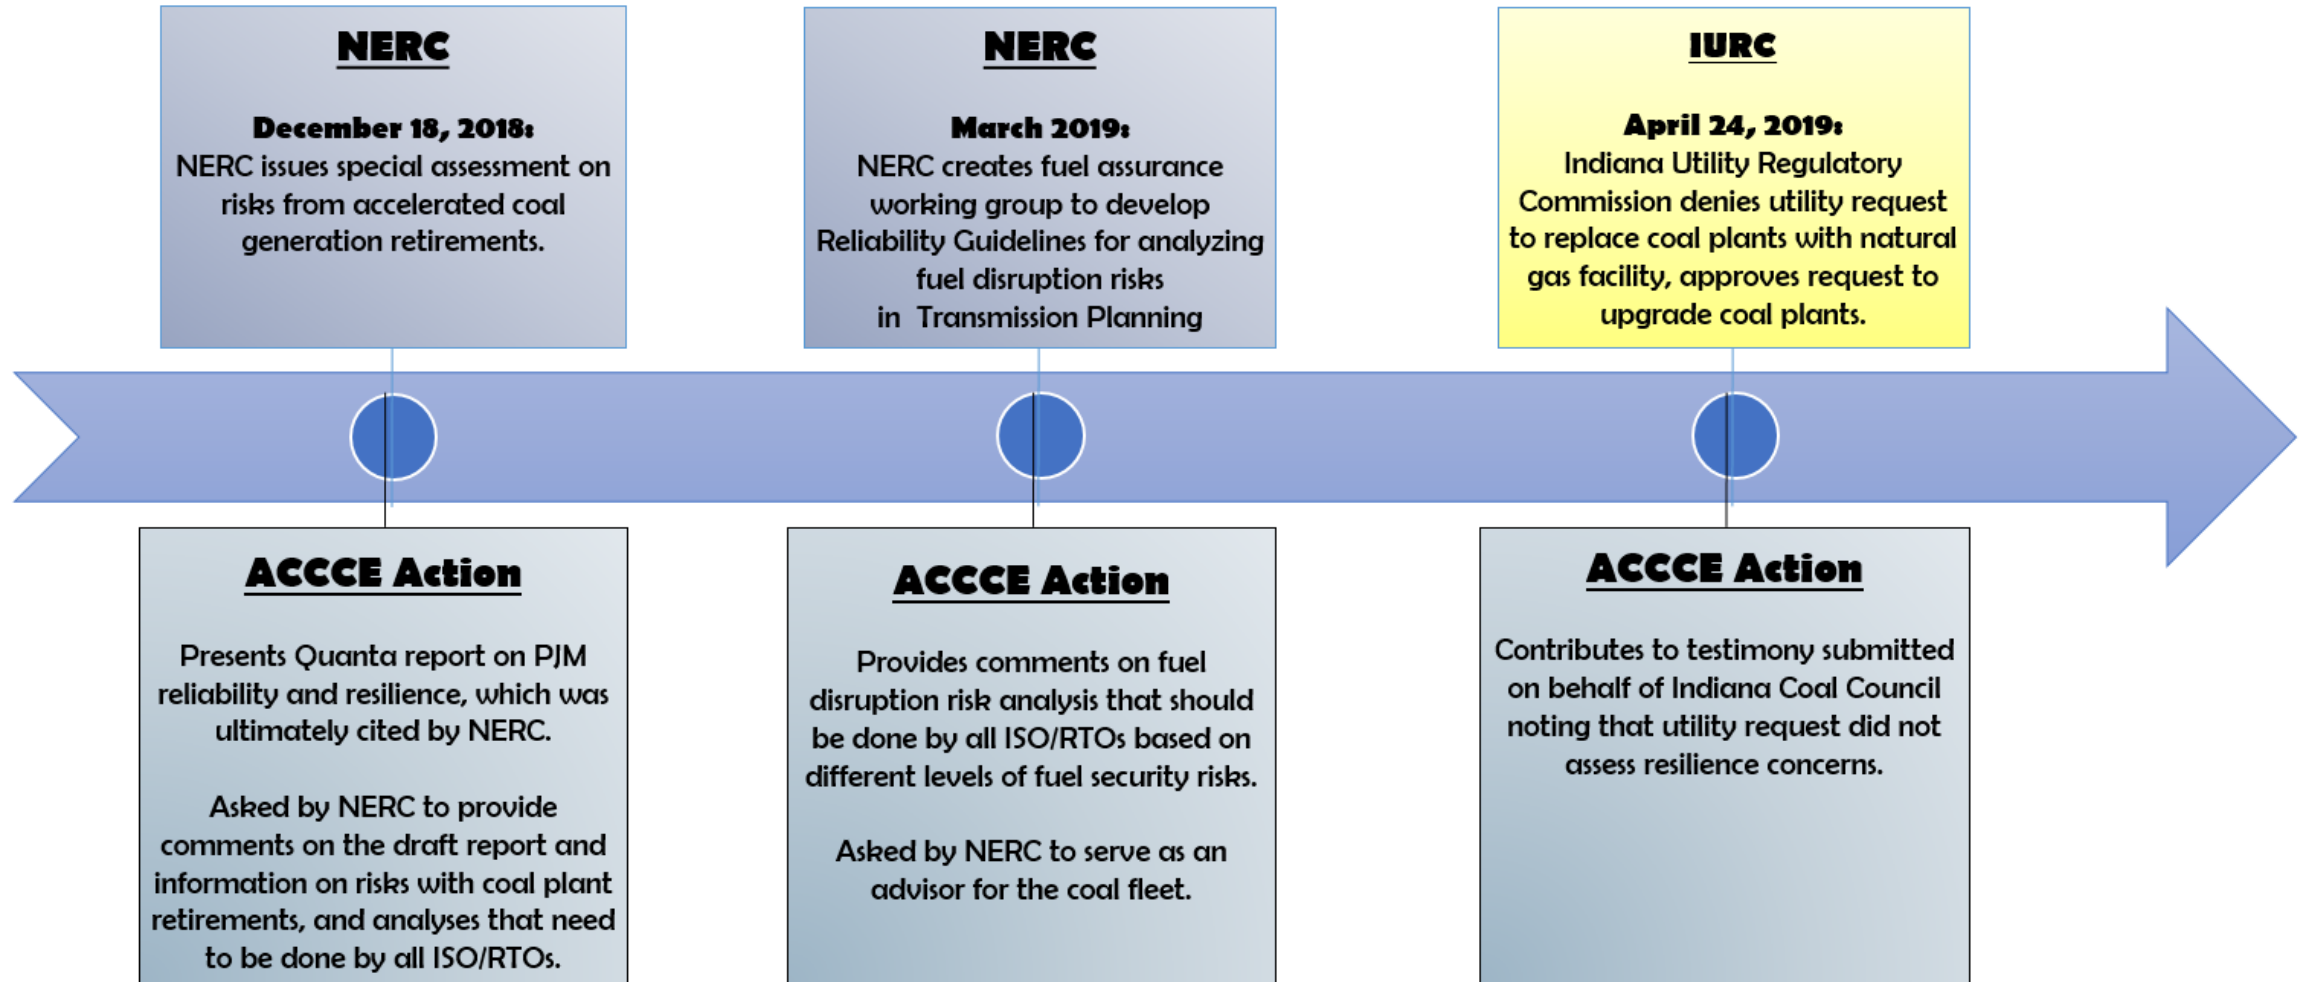 NERC
December 18, 2018:
NERC issues special assessment on
risks from accelerated coal
generation retirements.
NERC
March 2019:
NERC creates fuel assurance
working group to develop
Reliability Guidelines for analyzing
fuel disruption risks
in Transmission Planning
IURC
April 24, 2019:
Indiana Utility Regulatory
Commission denies utility request
to replace coal plants with natural
gas facility, approves request to
upgrade coal plants.
ACCCE Action
Presents Quanta report on PJM
reliability and resilience, which was
ultimately cited by NERC.
Asked by NERC to provide
comments on the draft report and
information on risks with coal plant
retirements, and analyses that need
to be done by all ISO/RTOs.
ACCCE Action
Provides comments on fuel
disruption risk analysis that should
be done by all ISO/RTOs based on
different levels of fuel security risks.
Asked by NERC to serve as an
advisor for the coal fleet.
ACCCE Action
Contributes to testimony submitted
on behalf of Indiana Coal Council
noting that utility request did not
assess resilience concerns.